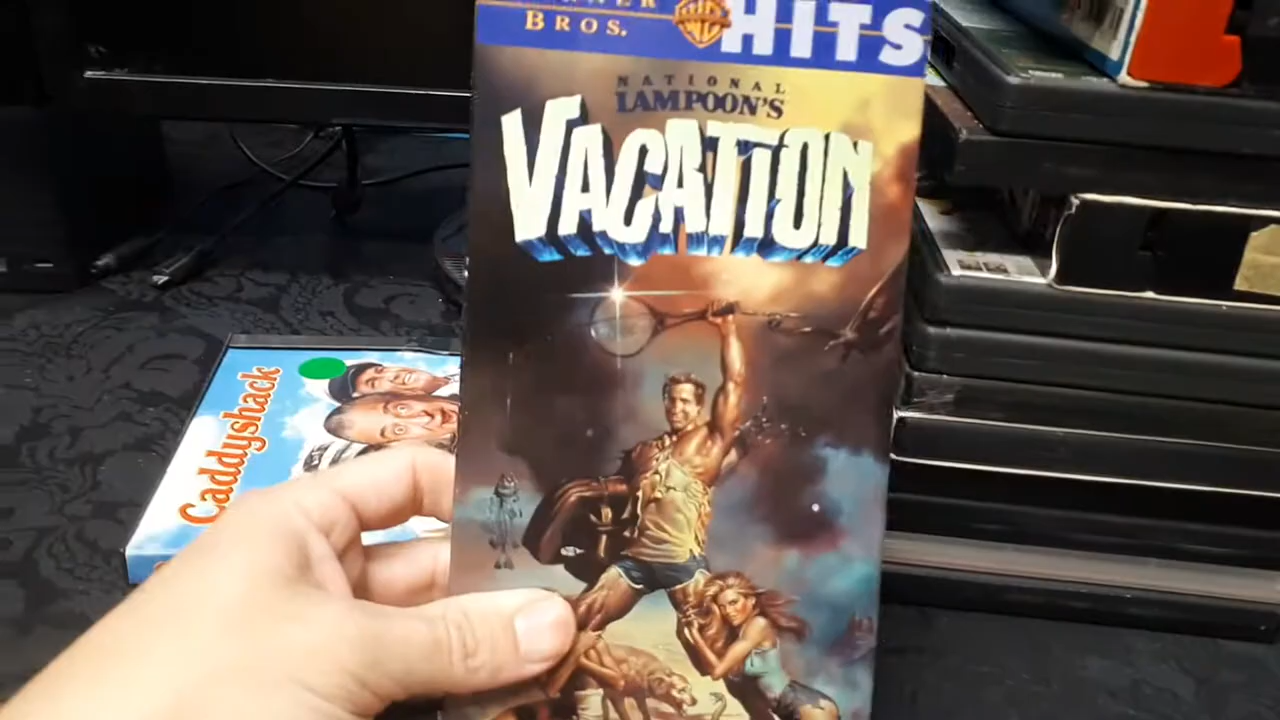 BROS.
HITS
NATIONAL
LAMPOON'S
VACATION
Caddyshack